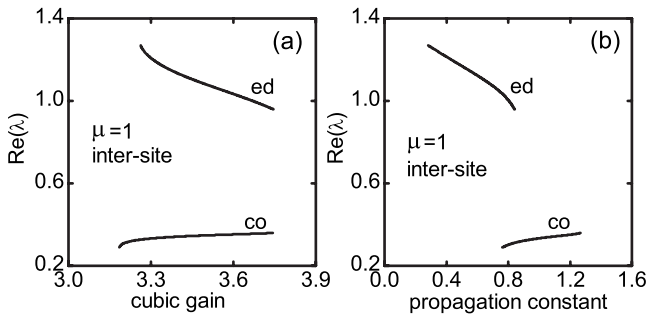 1.4
(a)
ed
1.0
Re(λ)
μ=1
inter-site
0.6
co
0.2
3.0 3.3 3.6 3.9
cubic gain
1.4
(b)
ed
1.0
Re(λ)
μ=1
inter-site
0.6
co
0.2
0.0 0.4 0.8 1.2 1.6
propagation constant